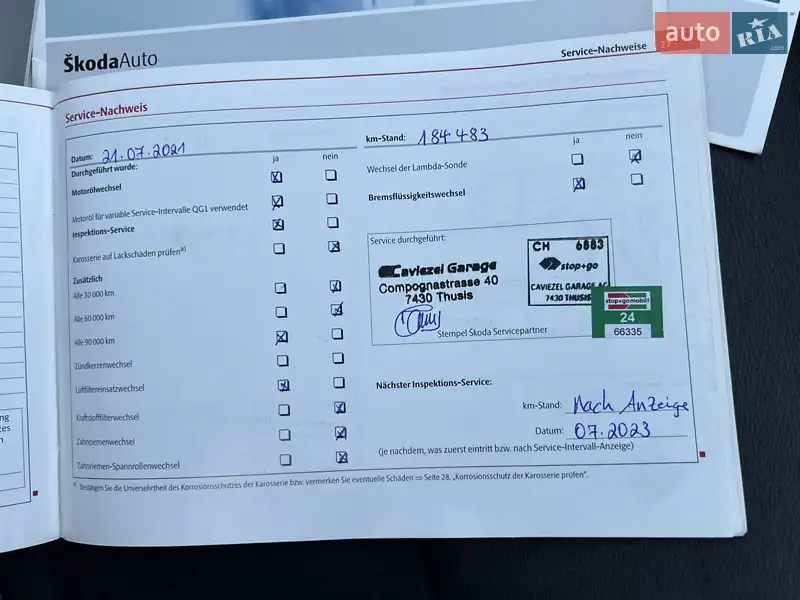 auto RIA .com
ŠkodaAuto
Service-Nachweise 27
Service-Nachweis
Datum: 21.07.2021
Durchgeführt wurde: ja nein
Motorölwechsel
Motoröl für variable Service-Intervalle QG1 verwendet
Inspektions-Service
Karosserie auf Lackschäden prüfen a)
Zusätzlich
Alle 30 000 km
Alle 60 000 km
Alle 90 000 km
Zündkerzenwechsel
Luftfiltereinsatzwechsel
Kraftstofffilterwechsel
Zahnriemenwechsel
Zahnriemen-Spannrollenwechsel
km-Stand: 184 483
ja nein
Wechsel der Lambda-Sonde
Bremsflüssigkeitswechsel
Service durchgeführt:
Caviezel Garage
Compognastrasse 40
7430 Thusis
CH 6883
stop+go
CAVIEZEL GARAGE AG
7430 THUSIS
stop+go mobil!
24
66335
Stempel Škoda Servicepartner
Nächster Inspektions-Service:
km-Stand: Nach Anzeige
Datum: 07.2023
(je nachdem, was zuerst eintritt bzw. nach Service-Intervall-Anzeige)
a) Bestätigen Sie die Unversehrtheit des Korrosionsschutzes der Karosserie bzw. vermerken Sie eventuelle Schäden ⇒ Seite 28, „Korrosionsschutz der Karosserie prüfen“.